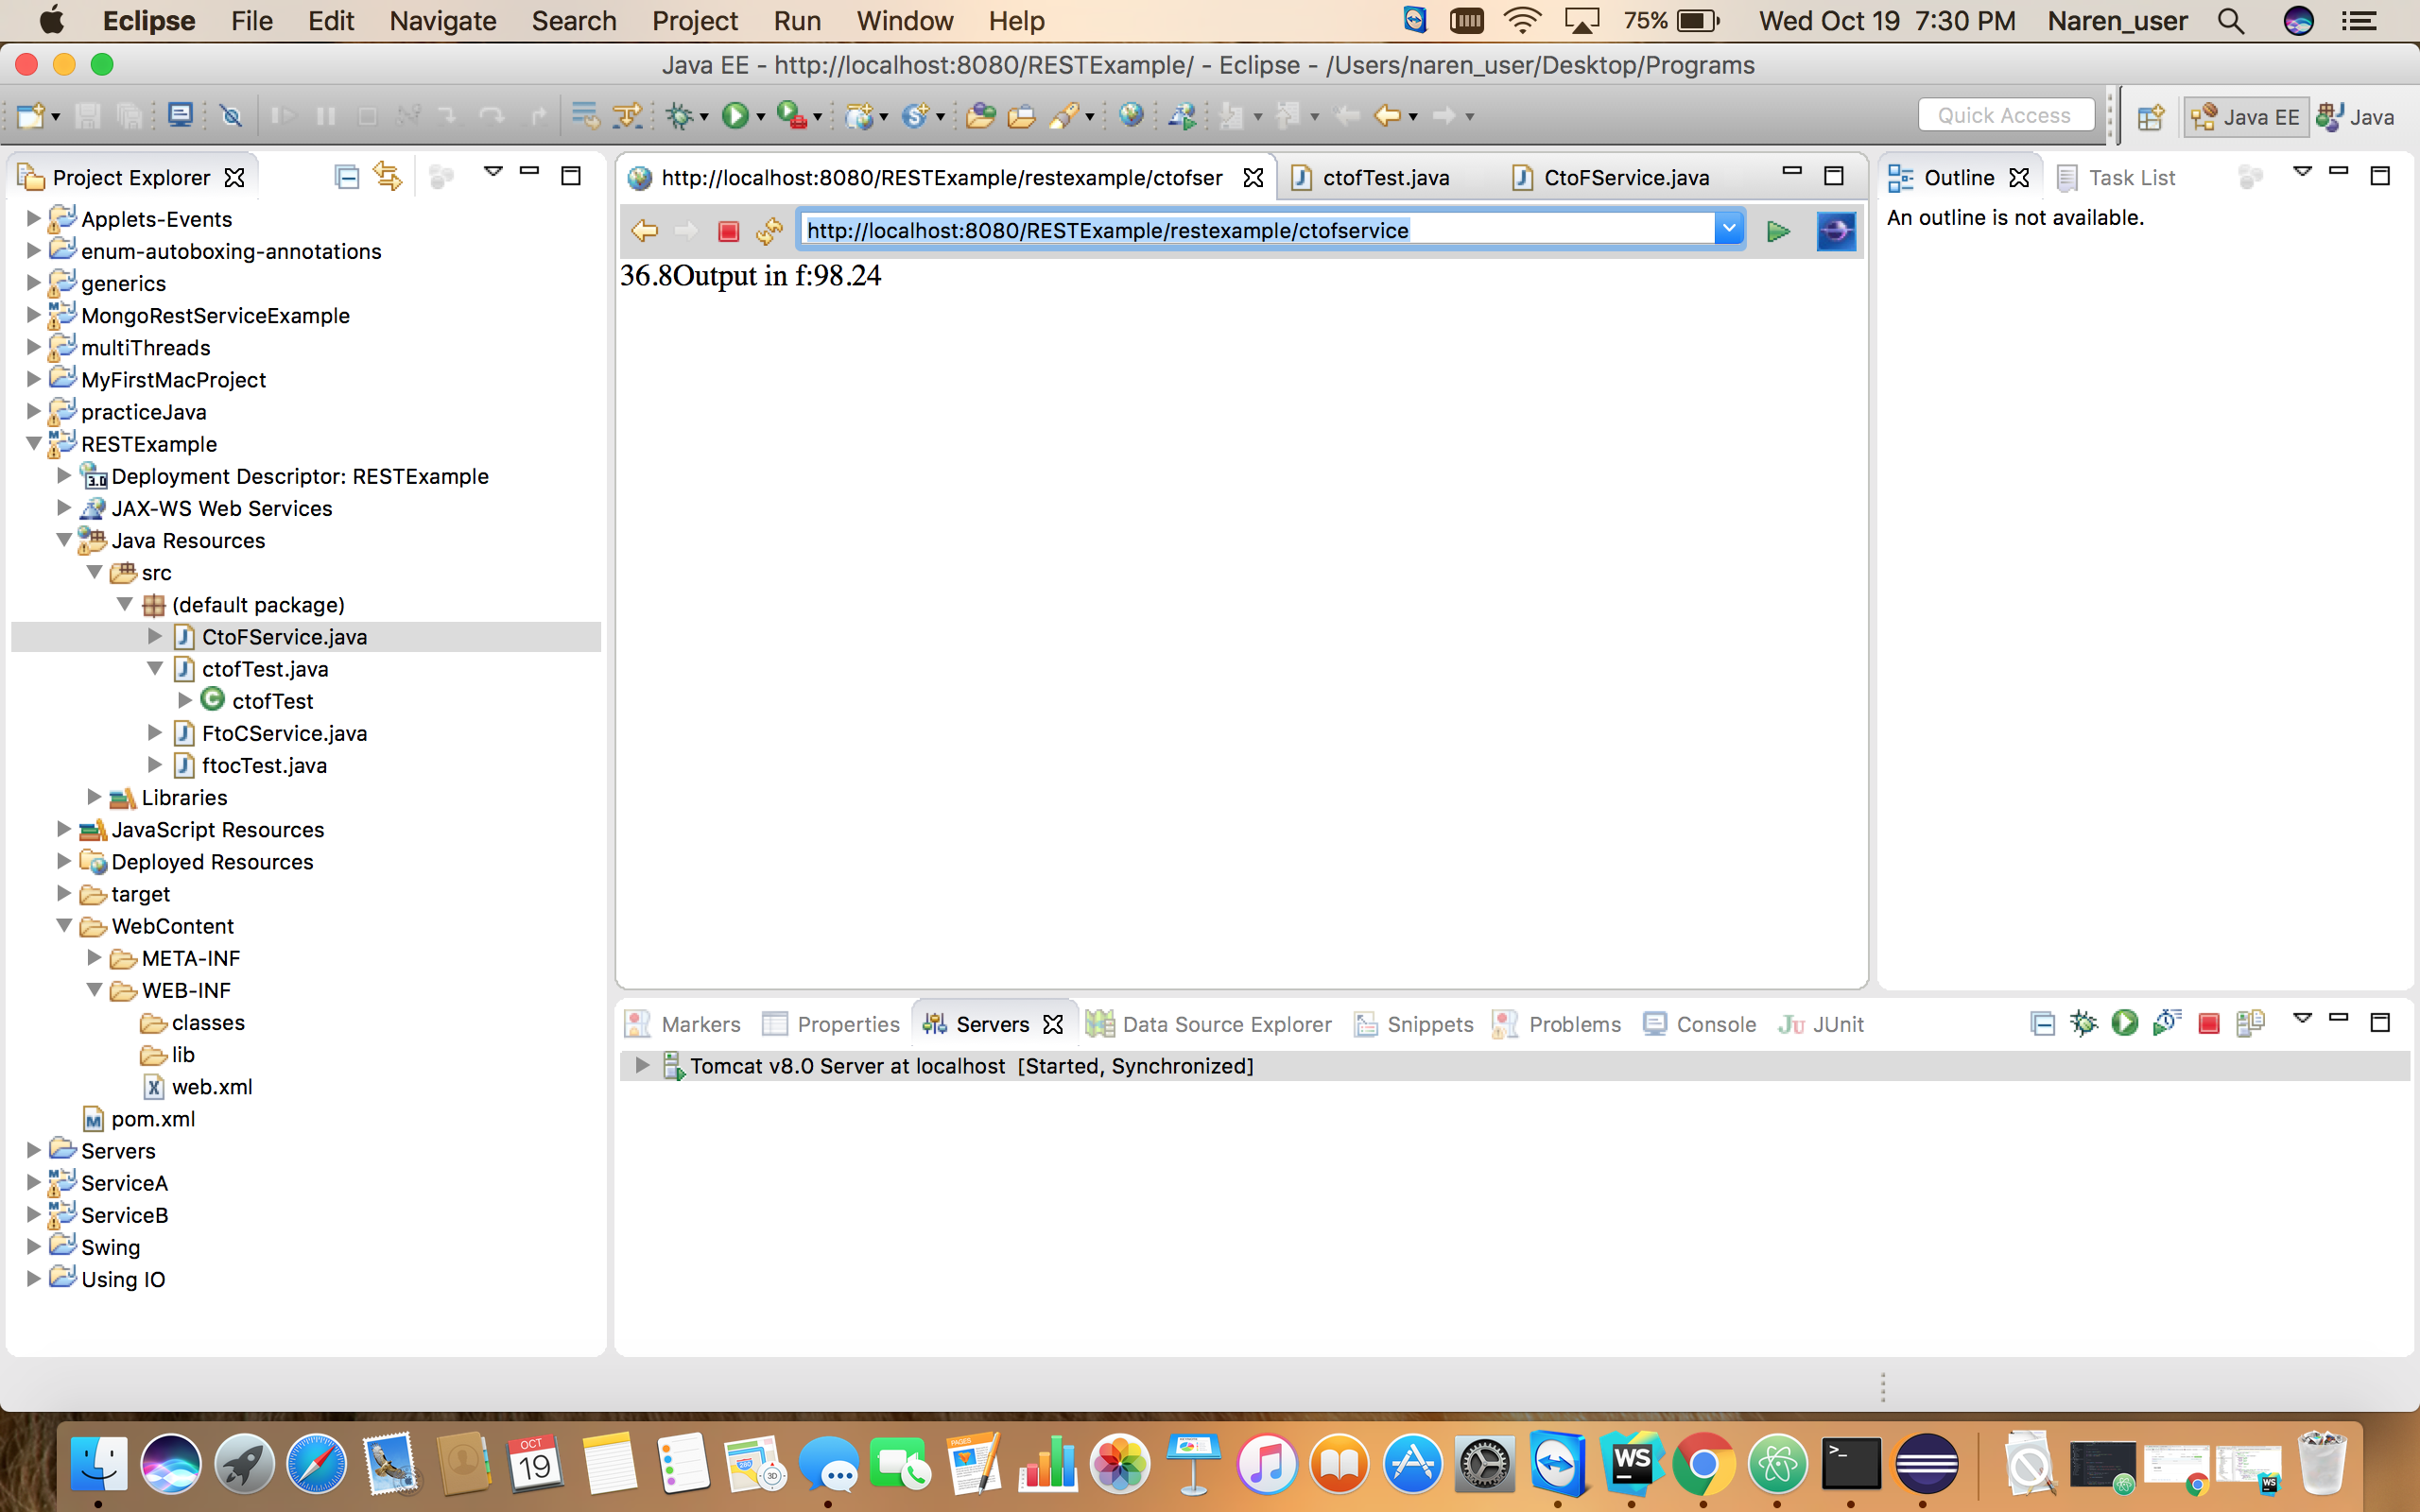 Eclipse File Edit Navigate Search Project Run Window Help 75% Wed Oct 19 7:30 PM Naren_user
Java EE - http://localhost:8080/RESTExample/ - Eclipse - /Users/naren_user/Desktop/Programs
Quick Access Java EE Java
Project Explorer
Applets-Events
enum-autoboxing-annotations
generics
MongoRestServiceExample
multiThreads
MyFirstMacProject
practiceJava
RESTExample
Deployment Descriptor: RESTExample
JAX-WS Web Services
Java Resources
src
(default package)
CtoFService.java
ctofTest.java
ctofTest
FtoCService.java
ftocTest.java
Libraries
JavaScript Resources
Deployed Resources
target
WebContent
META-INF
WEB-INF
classes
lib
web.xml
pom.xml
Servers
ServiceA
ServiceB
Swing
Using IO
http://localhost:8080/RESTExample/restexample/ctofser ctofTest.java CtoFService.java
http://localhost:8080/RESTExample/restexample/ctofservice
36.8Output in f:98.24
Outline Task List
An outline is not available.
Markers Properties Servers Data Source Explorer Snippets Problems Console JUnit
Tomcat v8.0 Server at localhost [Started, Synchronized]
OCT
19
PAGES
3D
WS
WS